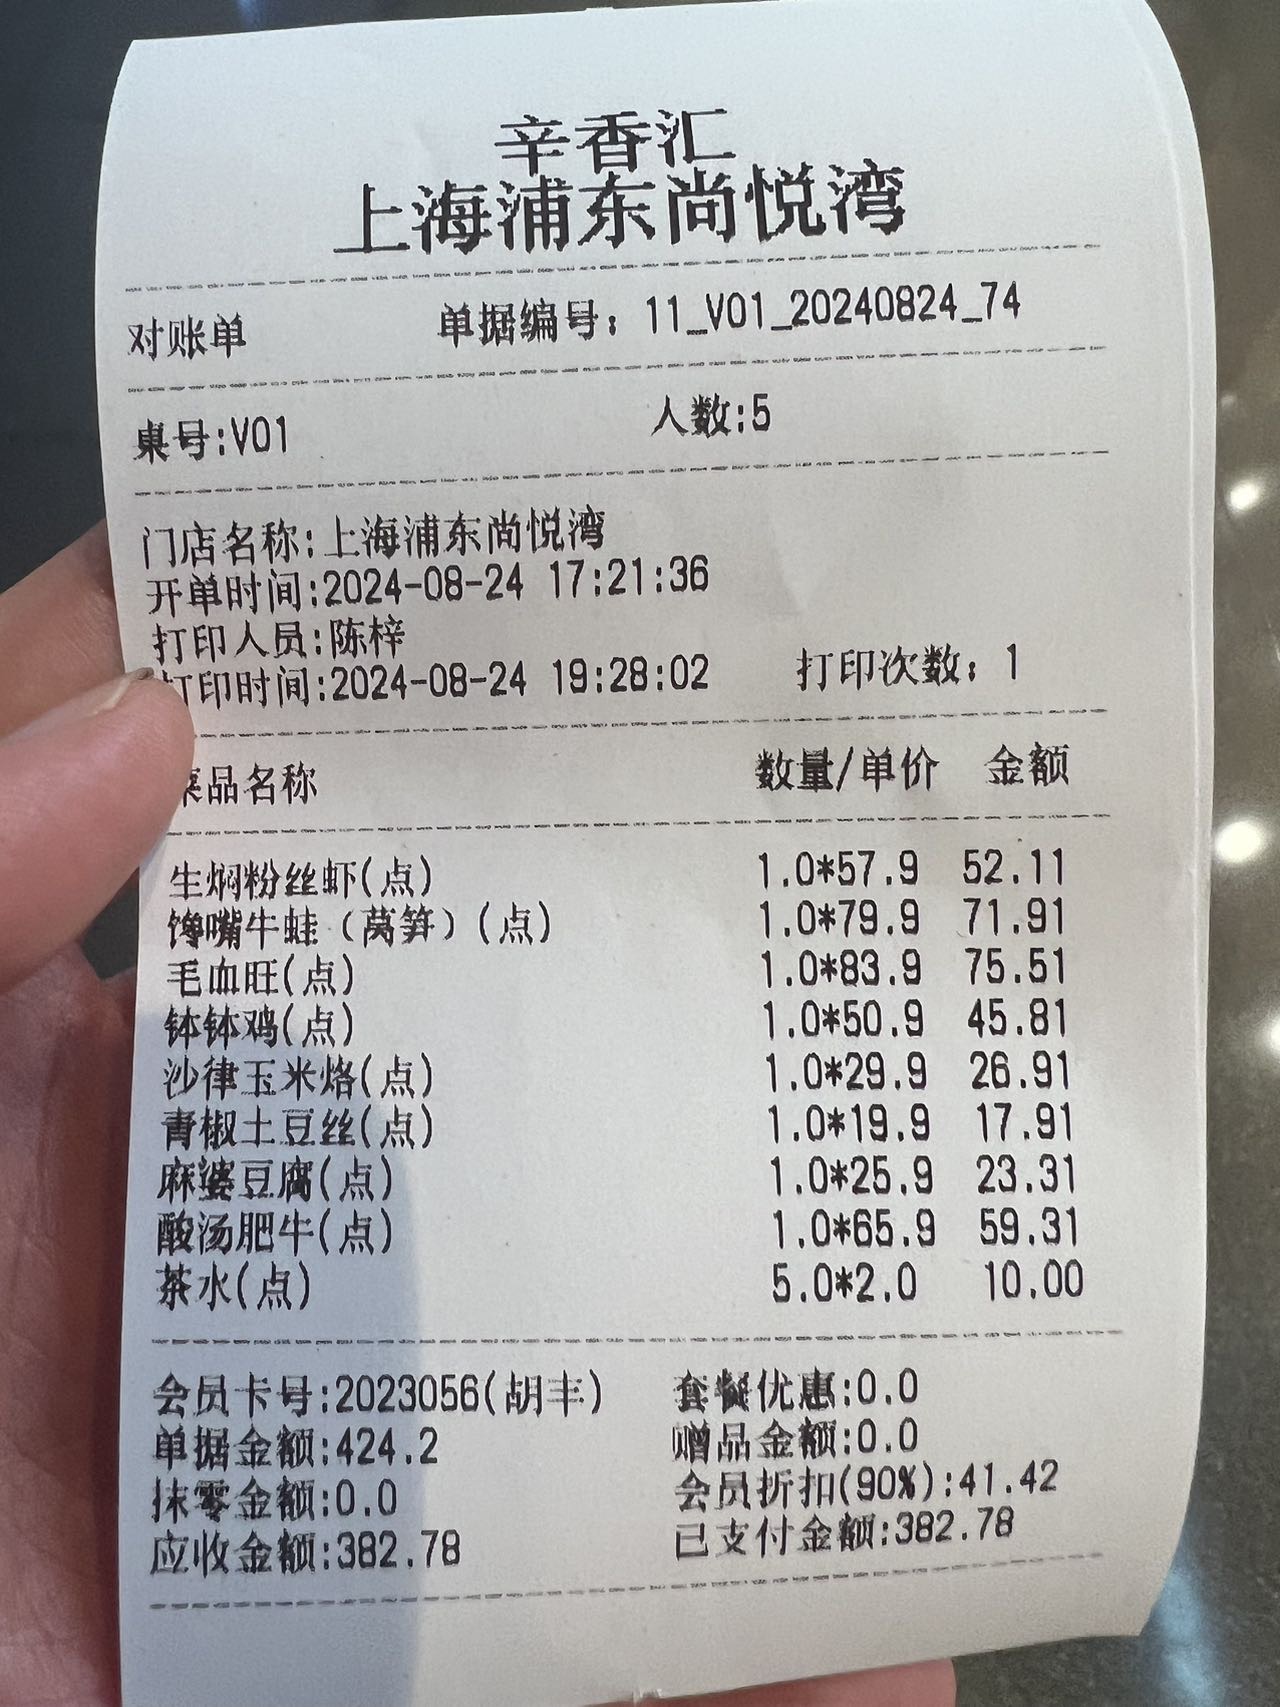 辛香汇
上海浦东尚悦湾
对账单 单据编号：11_V01_20240824_74
桌号:V01 人数:5
门店名称:上海浦东尚悦湾
开单时间:2024-08-24 17:21:36
打印人员:陈梓
打印时间:2024-08-24 19:28:02 打印次数：1
菜品名称 数量/单价 金额
生焖粉丝虾(点) 1.0*57.9 52.11
馋嘴牛蛙（莴笋）(点) 1.0*79.9 71.91
毛血旺(点) 1.0*83.9 75.51
钵钵鸡(点) 1.0*50.9 45.81
沙律玉米烙(点) 1.0*29.9 26.91
青椒土豆丝(点) 1.0*19.9 17.91
麻婆豆腐(点) 1.0*25.9 23.31
酸汤肥牛(点) 1.0*65.9 59.31
茶水(点) 5.0*2.0 10.00
会员卡号:2023056(胡丰) 套餐优惠:0.0
单据金额:424.2 赠品金额:0.0
抹零金额:0.0 会员折扣(90%):41.42
应收金额:382.78 已支付金额:382.78